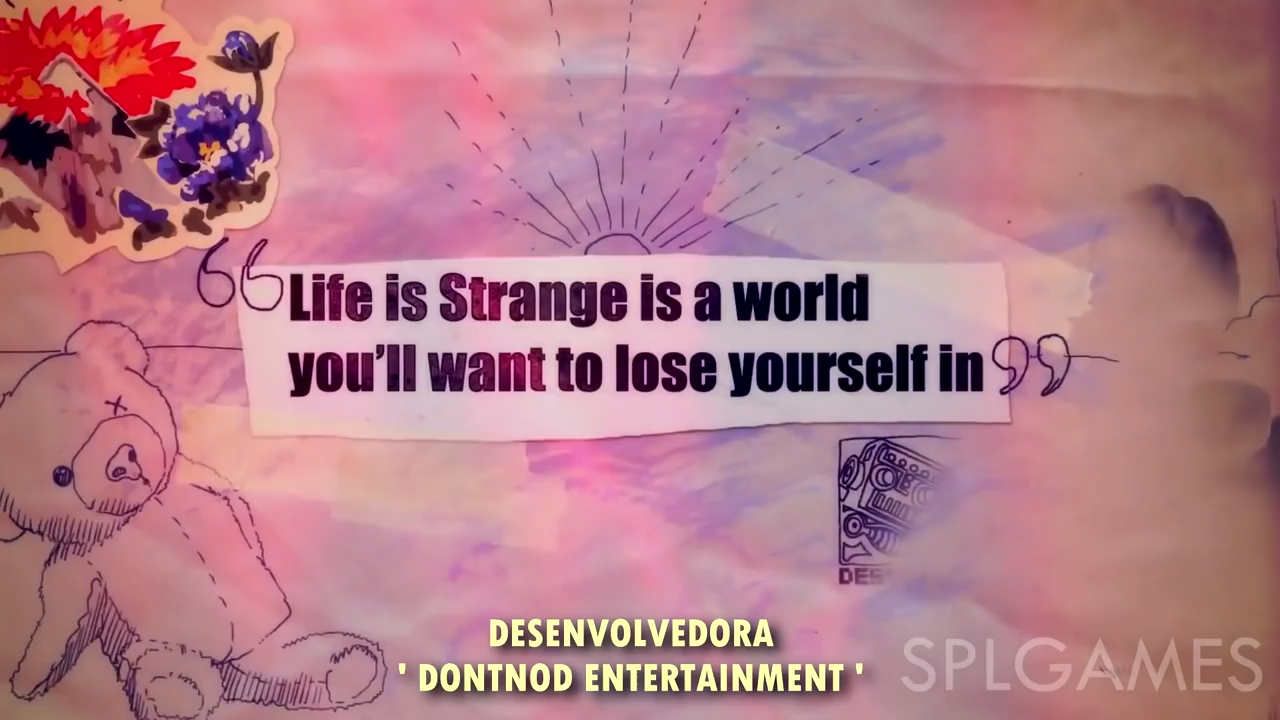 “Life is Strange is a world
you’ll want to lose yourself in”
DESENVOLVEDORA
' DONTNOD ENTERTAINMENT '
SPLGAMES